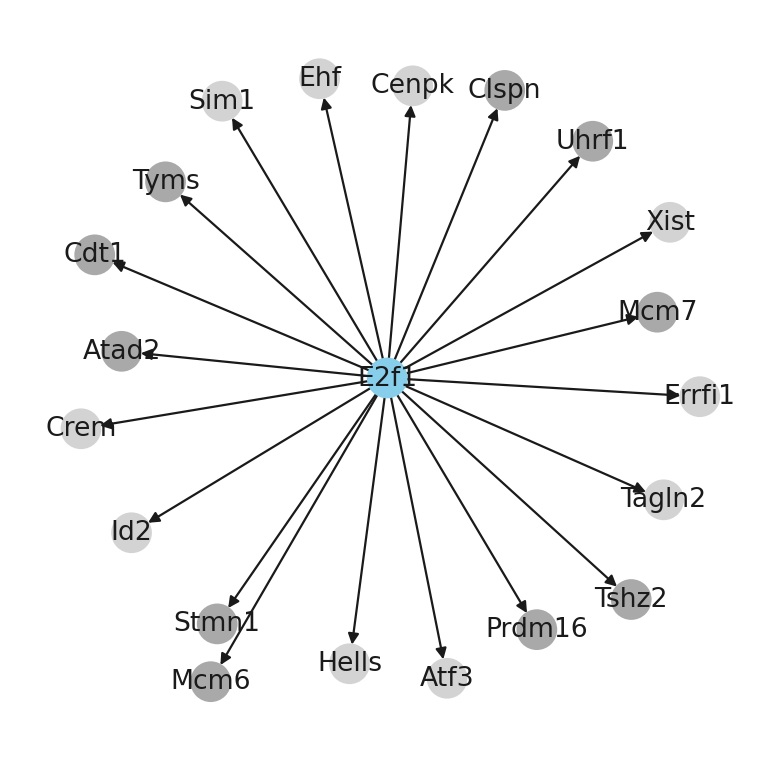 Ehf
Cenpk
Clspn
Sim1
Uhrf1
Tyms
Xist
Cdt1
Mcm7
Atad2
E2f1
Errfi1
Crem
Tagln2
Id2
Tshz2
Stmn1
Prdm16
Hells
Atf3
Mcm6